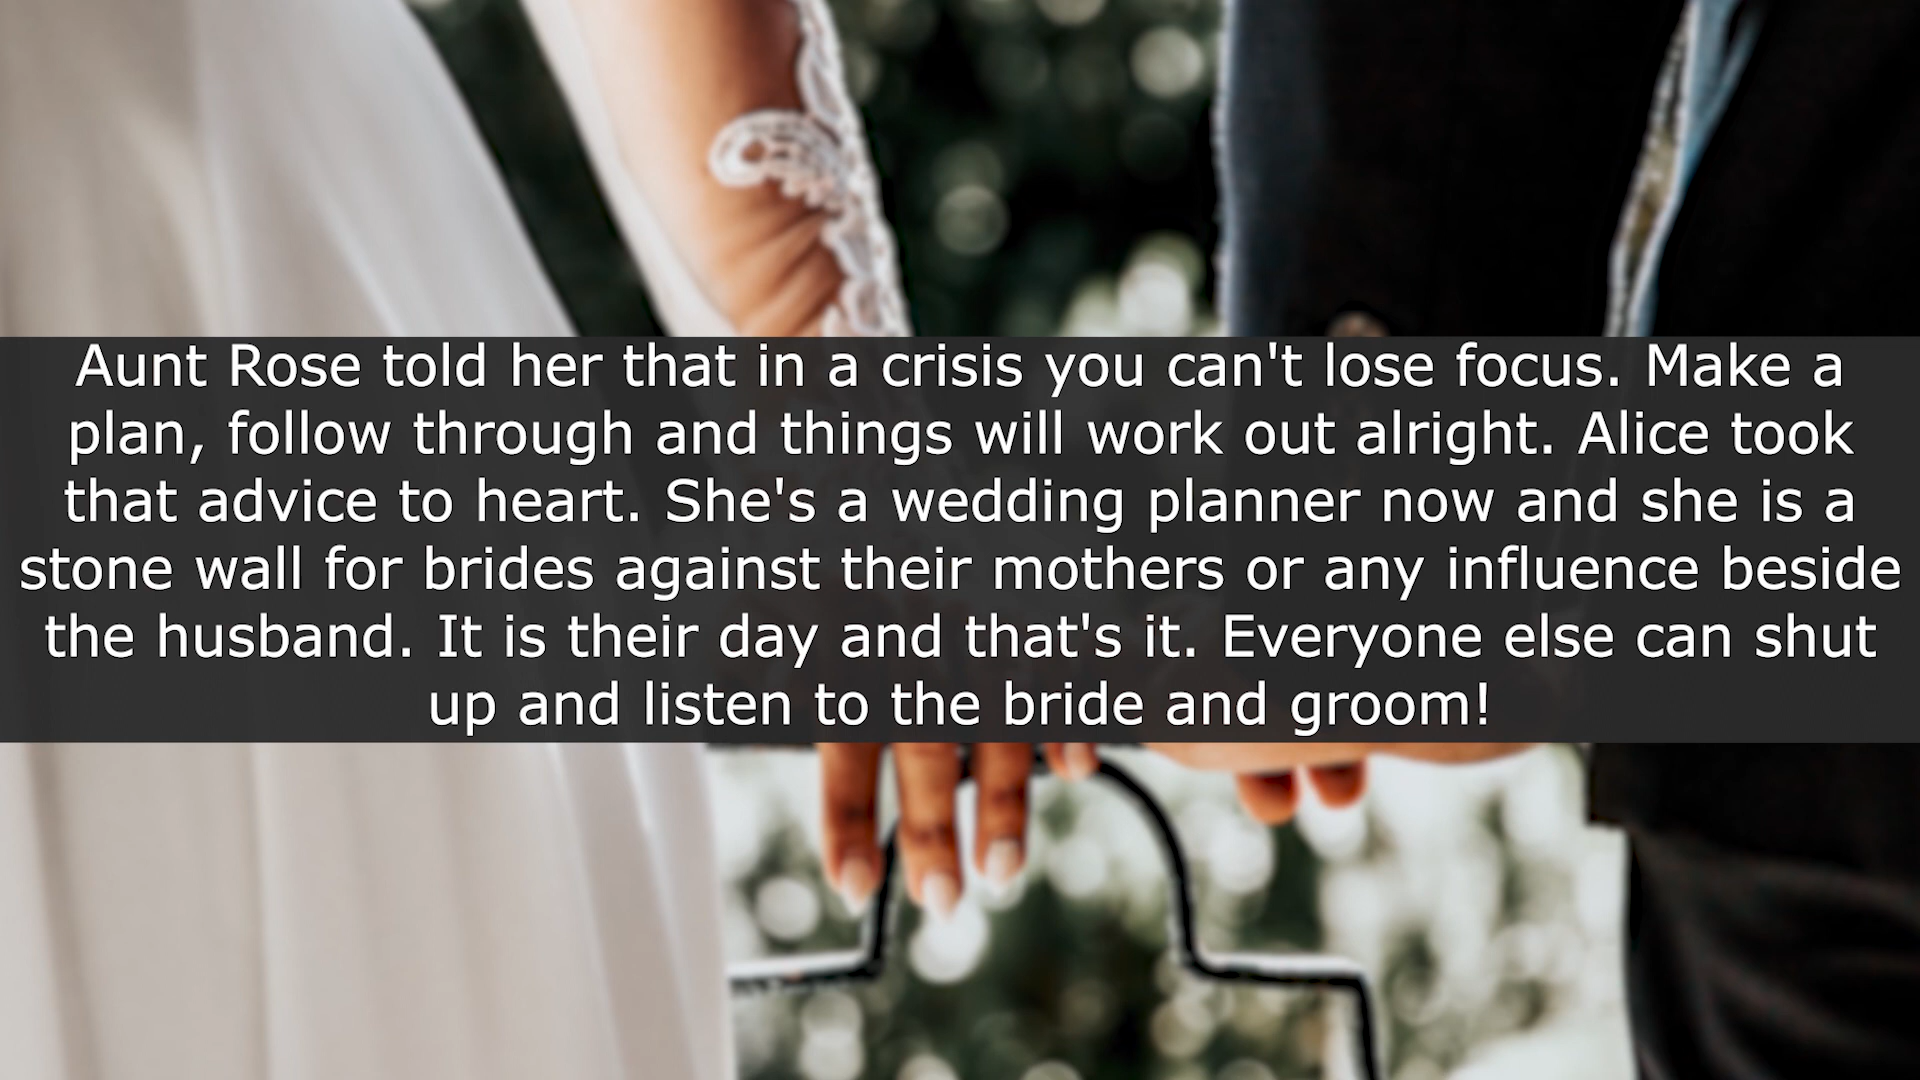 Aunt Rose told her that in a crisis you can't lose focus. Make a
plan, follow through and things will work out alright. Alice took
that advice to heart. She's a wedding planner now and she is a
stone wall for brides against their mothers or any influence beside
the husband. It is their day and that's it. Everyone else can shut
up and listen to the bride and groom!